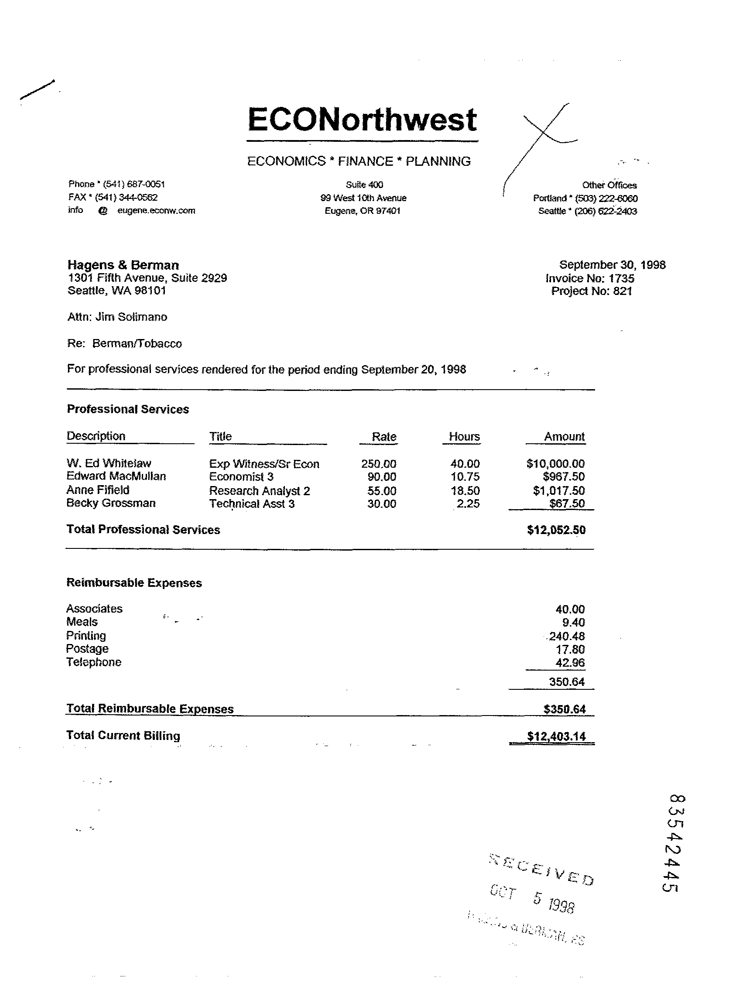 ECONorthwest
ECONOMICS * FINANCE * PLANNING
Phone * (541) 687-0051
FAX * (541) 344-0562
info @ eugene.econw.com
Suite 400
99 West 10th Avenue
Eugene, OR 97401
Other Offices
Portland * (503) 222-6060
Seattle * (206) 622-2403
Hagens & Berman
1301 Fifth Avenue, Suite 2929
Seattle, WA 98101
September 30, 1998
Invoice No: 1735
Project No: 821
Attn: Jim Solimano
Re: Berman/Tobacco
For professional services rendered for the period ending September 20, 1998
Professional Services
Description Title Rate Hours Amount
W. Ed Whitelaw Exp Witness/Sr Econ 250.00 40.00 $10,000.00
Edward MacMullan Economist 3 90.00 10.75 $967.50
Anne Fifield Research Analyst 2 55.00 18.50 $1,017.50
Becky Grossman Technical Asst 3 30.00 2.25 $67.50
Total Professional Services $12,052.50
Reimbursable Expenses
Associates 40.00
Meals 9.40
Printing 240.48
Postage 17.80
Telephone 42.96
350.64
Total Reimbursable Expenses $350.64
Total Current Billing $12,403.14
83542445
RECEIVED
OCT 5 1998